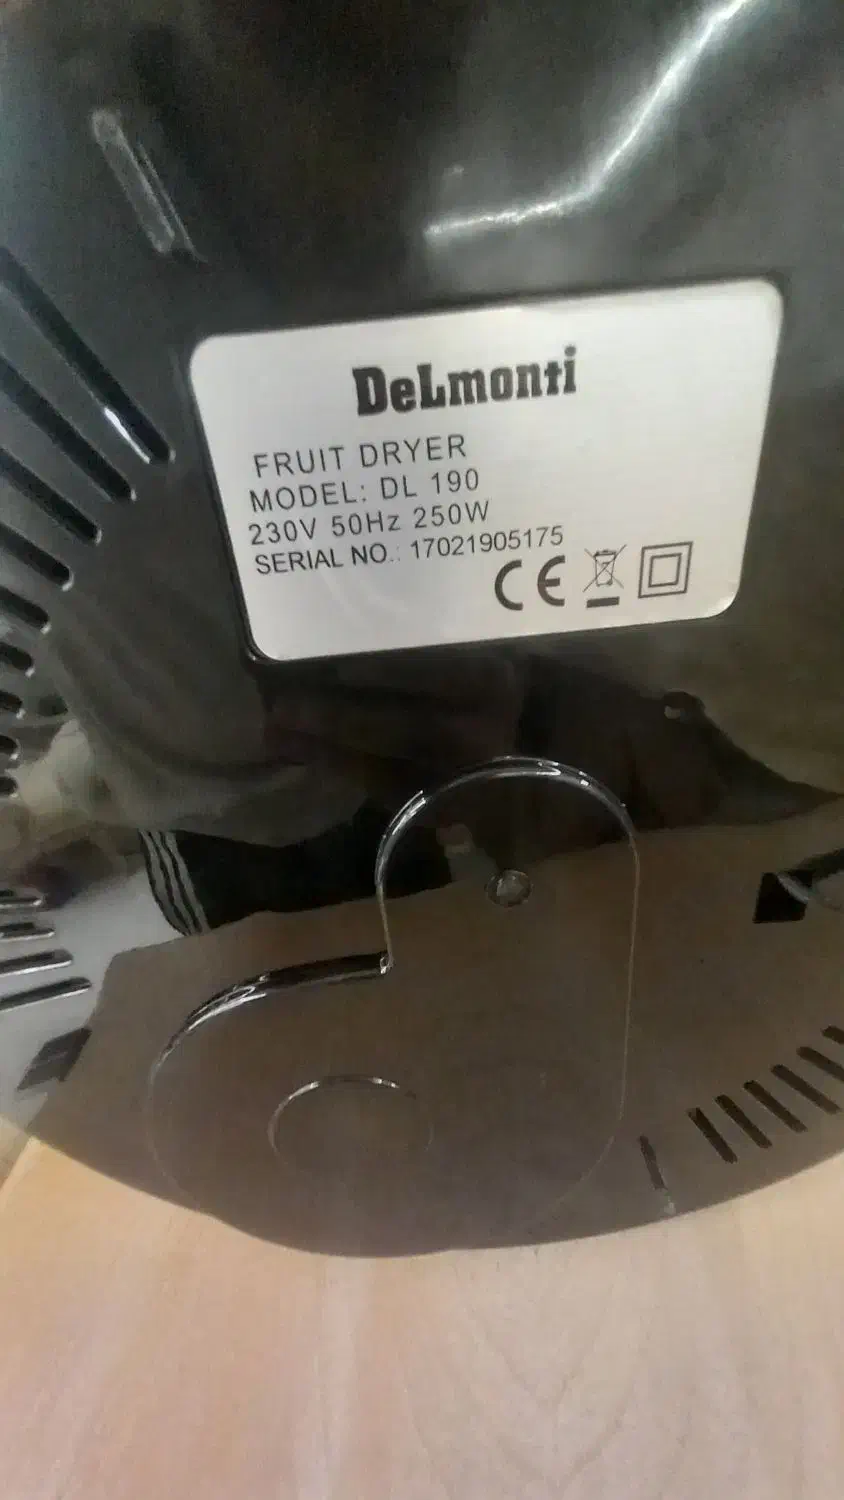 DeLmonti
FRUIT DRYER
MODEL: DL 190
230V 50Hz 250W
SERIAL NO.: 17021905175
CE